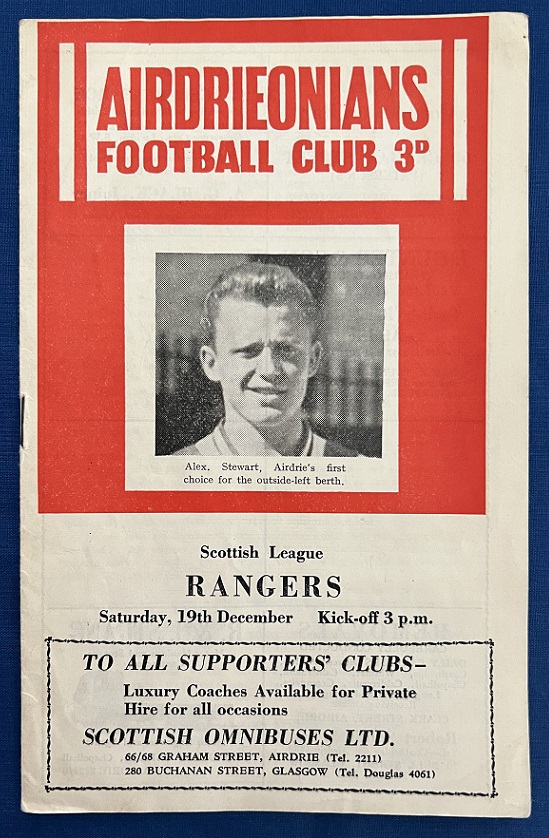 AIRDRIEONIANS
FOOTBALL CLUB 3ᴰ
Alex. Stewart, Airdrie's first
choice for the outside-left berth.
Scottish League
RANGERS
Saturday, 19th December Kick-off 3 p.m.
TO ALL SUPPORTERS' CLUBS–
Luxury Coaches Available for Private
Hire for all occasions
SCOTTISH OMNIBUSES LTD.
66/68 GRAHAM STREET, AIRDRIE (Tel. 2211)
280 BUCHANAN STREET, GLASGOW (Tel. Douglas 4061)